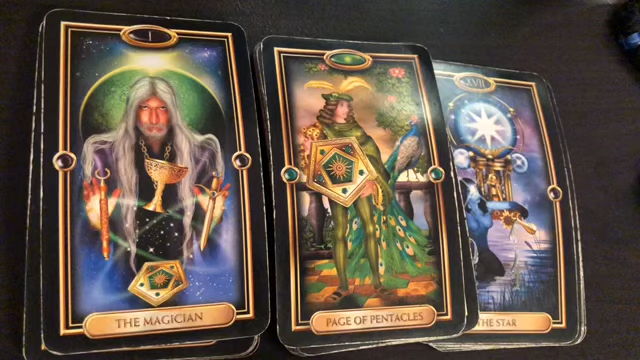 I
THE MAGICIAN
PAGE OF PENTACLES
XVII
THE STAR